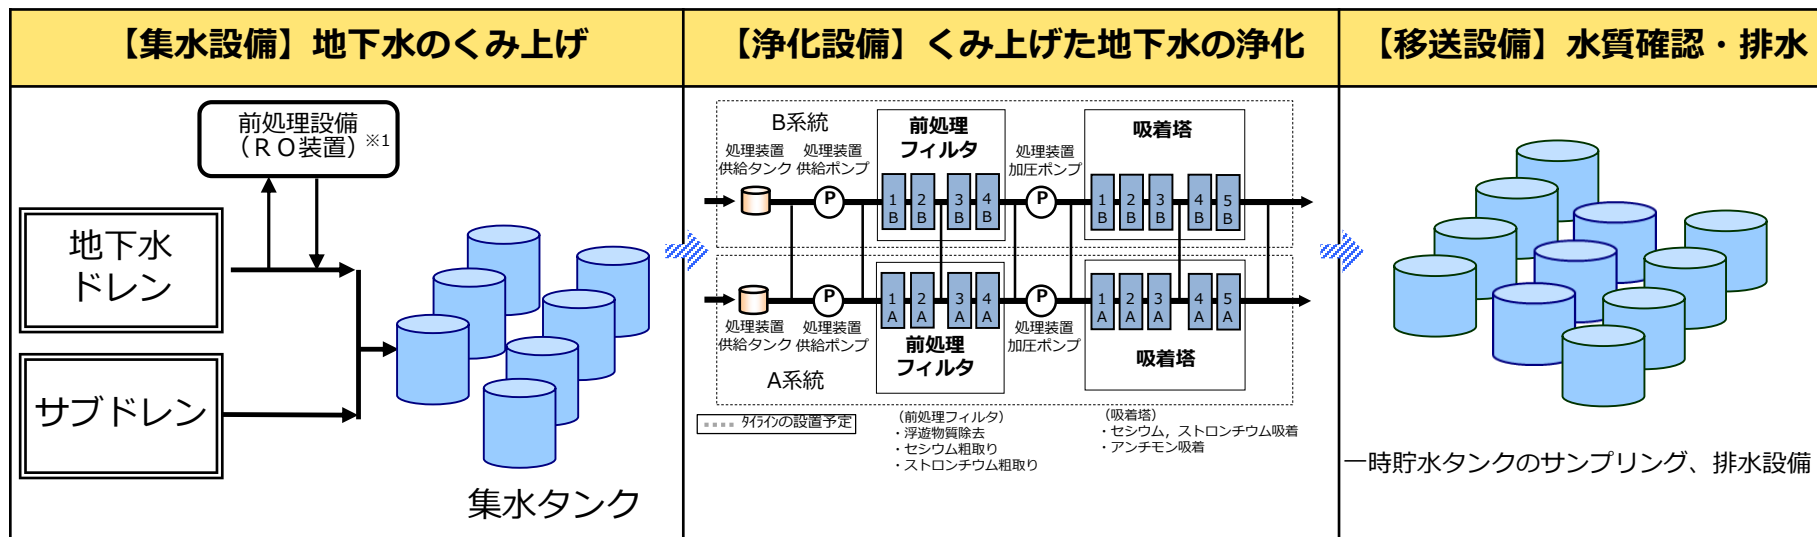 【集水設備】地下水のくみ上げ
【浄化設備】くみ上げた地下水の浄化
【移送設備】水質確認・排水
前処理設備
（ＲＯ装置）※1
地下水
ドレン
サブドレン
集水タンク
B系統
処理装置
供給タンク
処理装置
供給ポンプ
前処理
フィルタ
処理装置
加圧ポンプ
吸着塔
P
P
1B
2B
3B
4B
1B
2B
3B
4B
5B
P
P
1A
2A
3A
4A
1A
2A
3A
4A
5A
処理装置
供給タンク
処理装置
供給ポンプ
前処理
フィルタ
処理装置
加圧ポンプ
吸着塔
A系統
ﾀｲﾗｲﾝの設置予定
（前処理フィルタ）
・浮遊物質除去
・セシウム粗取り
・ストロンチウム粗取り
（吸着塔）
・セシウム，ストロンチウム吸着
・アンチモン吸着
一時貯水タンクのサンプリング、排水設備